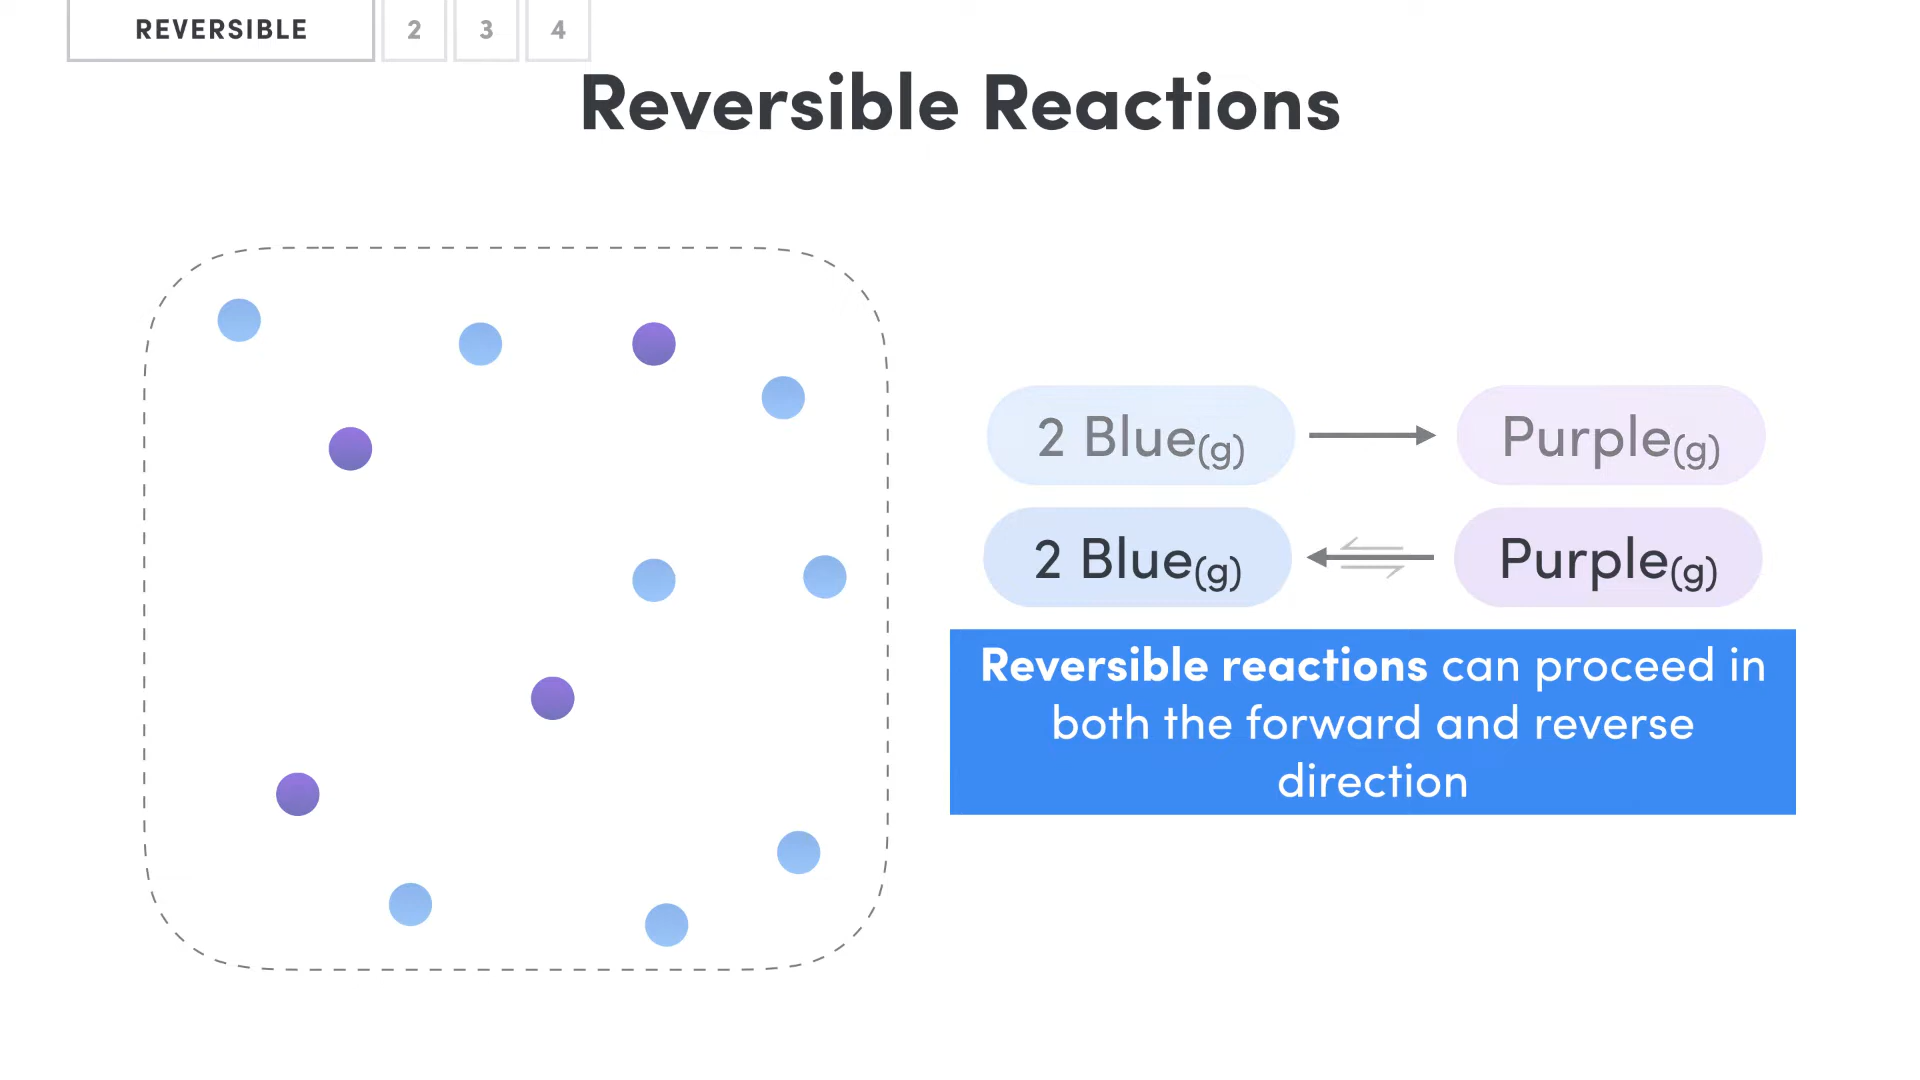 REVERSIBLE 2 3 4
Reversible Reactions
2 Blue(g) → Purple(g)
2 Blue(g) ← Purple(g)
Reversible reactions can proceed in
both the forward and reverse
direction